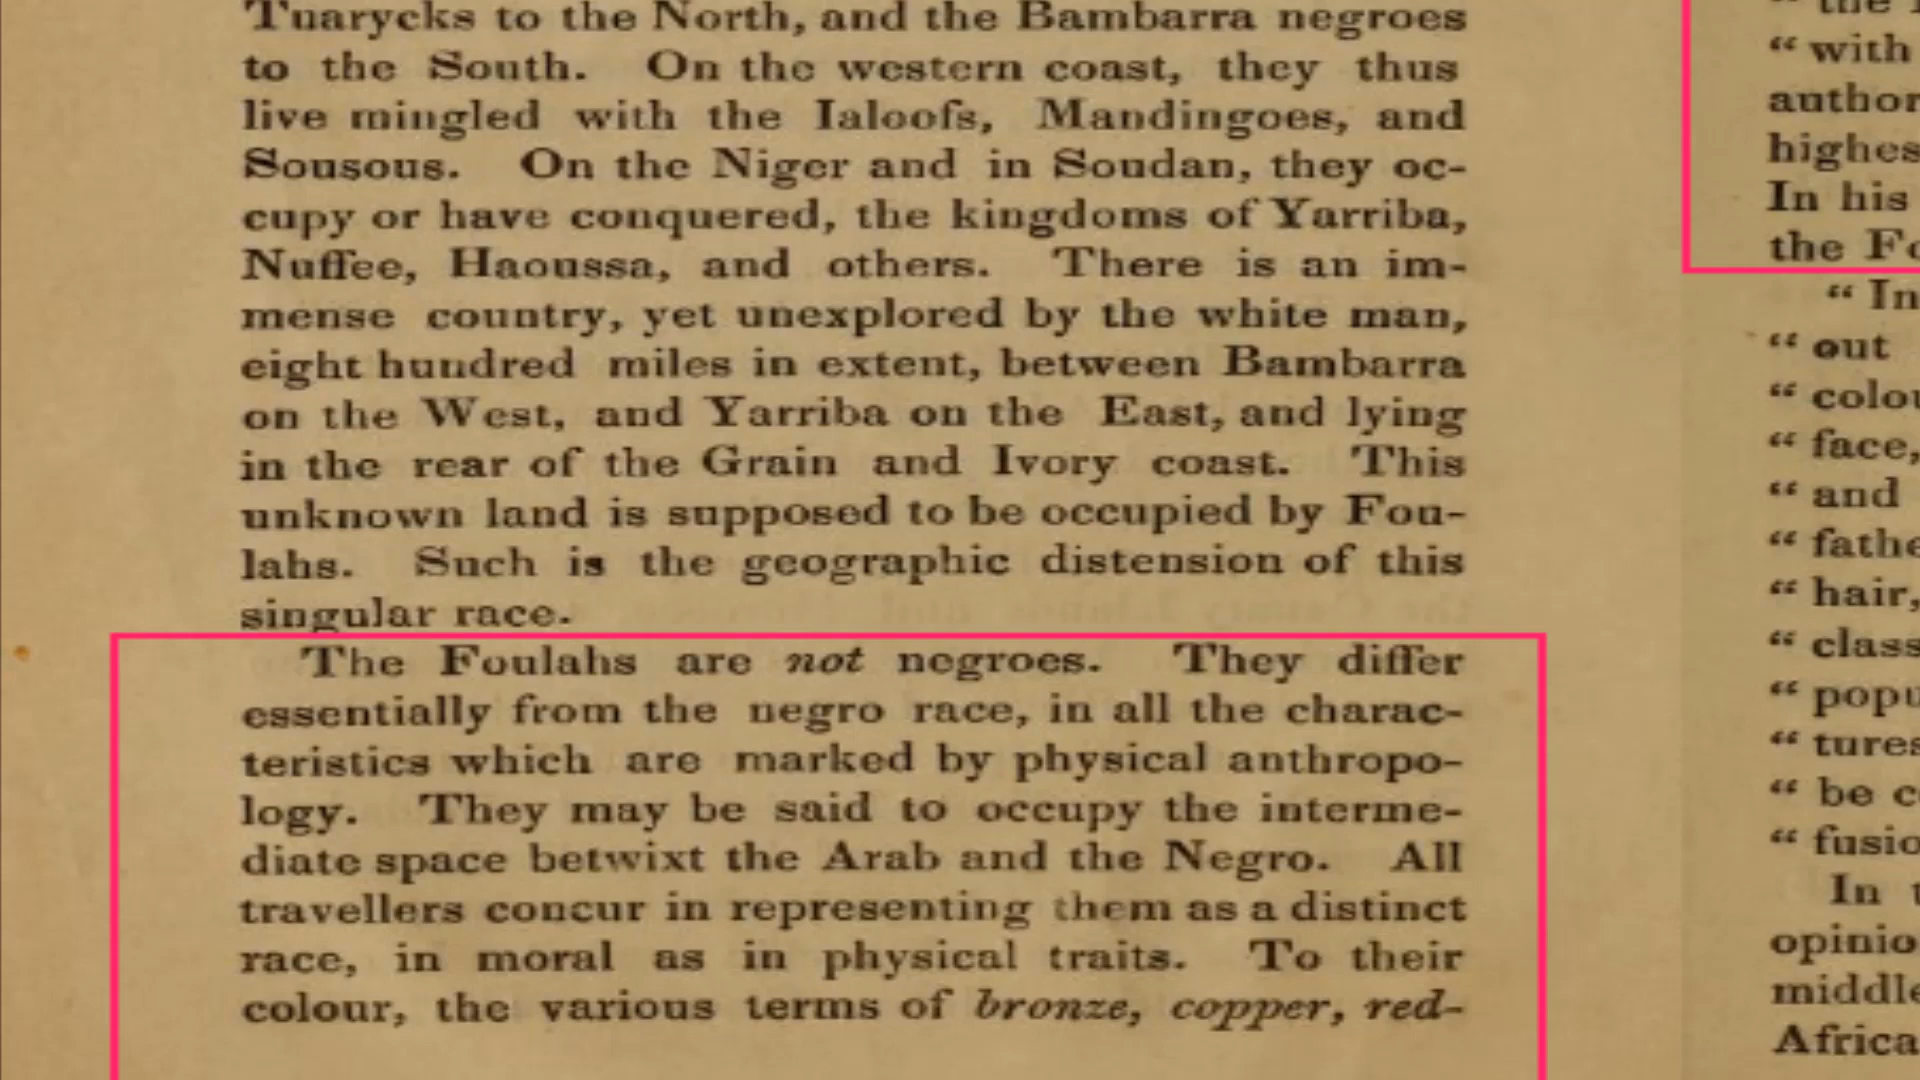 Tuarycks to the North, and the Bambarra negroes
to the South. On the western coast, they thus
live mingled with the Ialoofs, Mandingoes, and
Sousous. On the Niger and in Soudan, they oc-
cupy or have conquered, the kingdoms of Yarriba,
Nuffee, Haoussa, and others. There is an im-
mense country, yet unexplored by the white man,
eight hundred miles in extent, between Bambarra
on the West, and Yarriba on the East, and lying
in the rear of the Grain and Ivory coast. This
unknown land is supposed to be occupied by Fou-
lahs. Such is the geographic distension of this
singular race.
The Foulahs are not negroes. They differ
essentially from the negro race, in all the charac-
teristics which are marked by physical anthropo-
logy. They may be said to occupy the interme-
diate space betwixt the Arab and the Negro. All
travellers concur in representing them as a distinct
race, in moral as in physical traits. To their
colour, the various terms of bronze, copper, red-
“ the
“ with
author
highes
In his
the Fo
“ In
“ out
“ colou
“ face,
“ and
“ fathe
“ hair,
“ class
“ popu
“ tures
“ be c
“ fusio
In t
opinio
middle
Africa